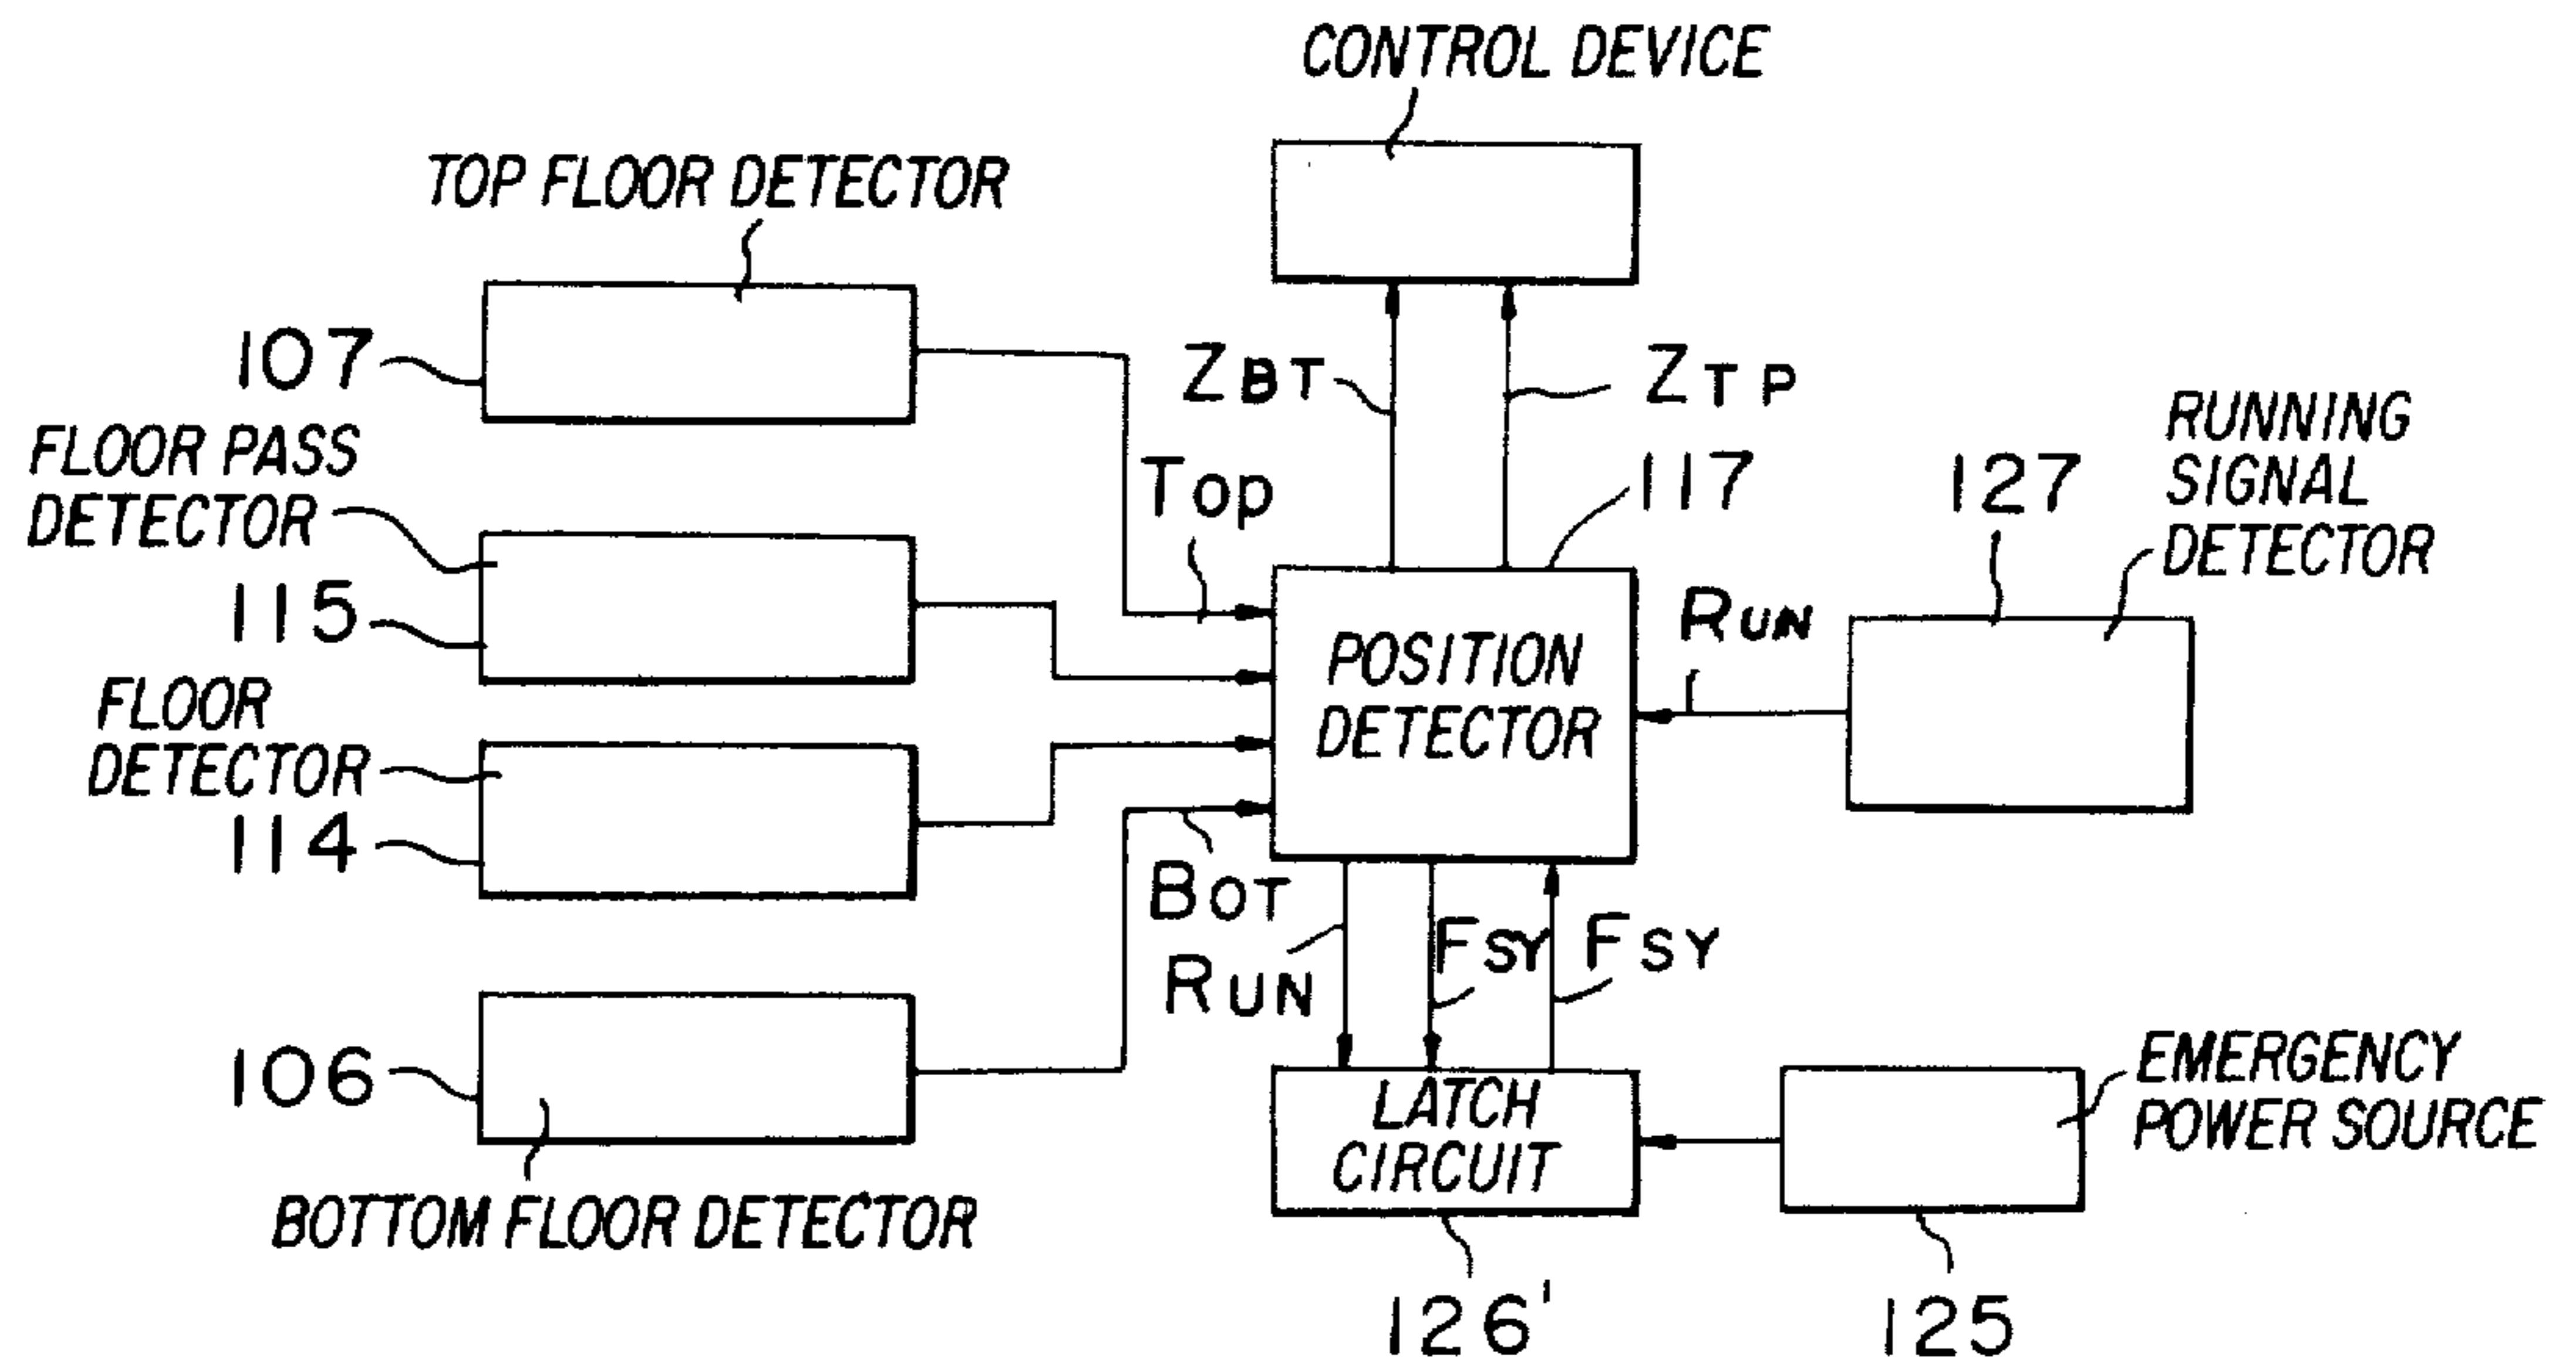 CONTROL DEVICE
TOP FLOOR DETECTOR
107
ZBT
ZTP
FLOOR PASS
DETECTOR
115
TOP
117
127
RUNNING
SIGNAL
DETECTOR
RUN
POSITION
DETECTOR
FLOOR
DETECTOR
114
BOT
RUN
FSY
FSY
106
BOTTOM FLOOR DETECTOR
LATCH
CIRCUIT
126'
EMERGENCY
POWER SOURCE
125